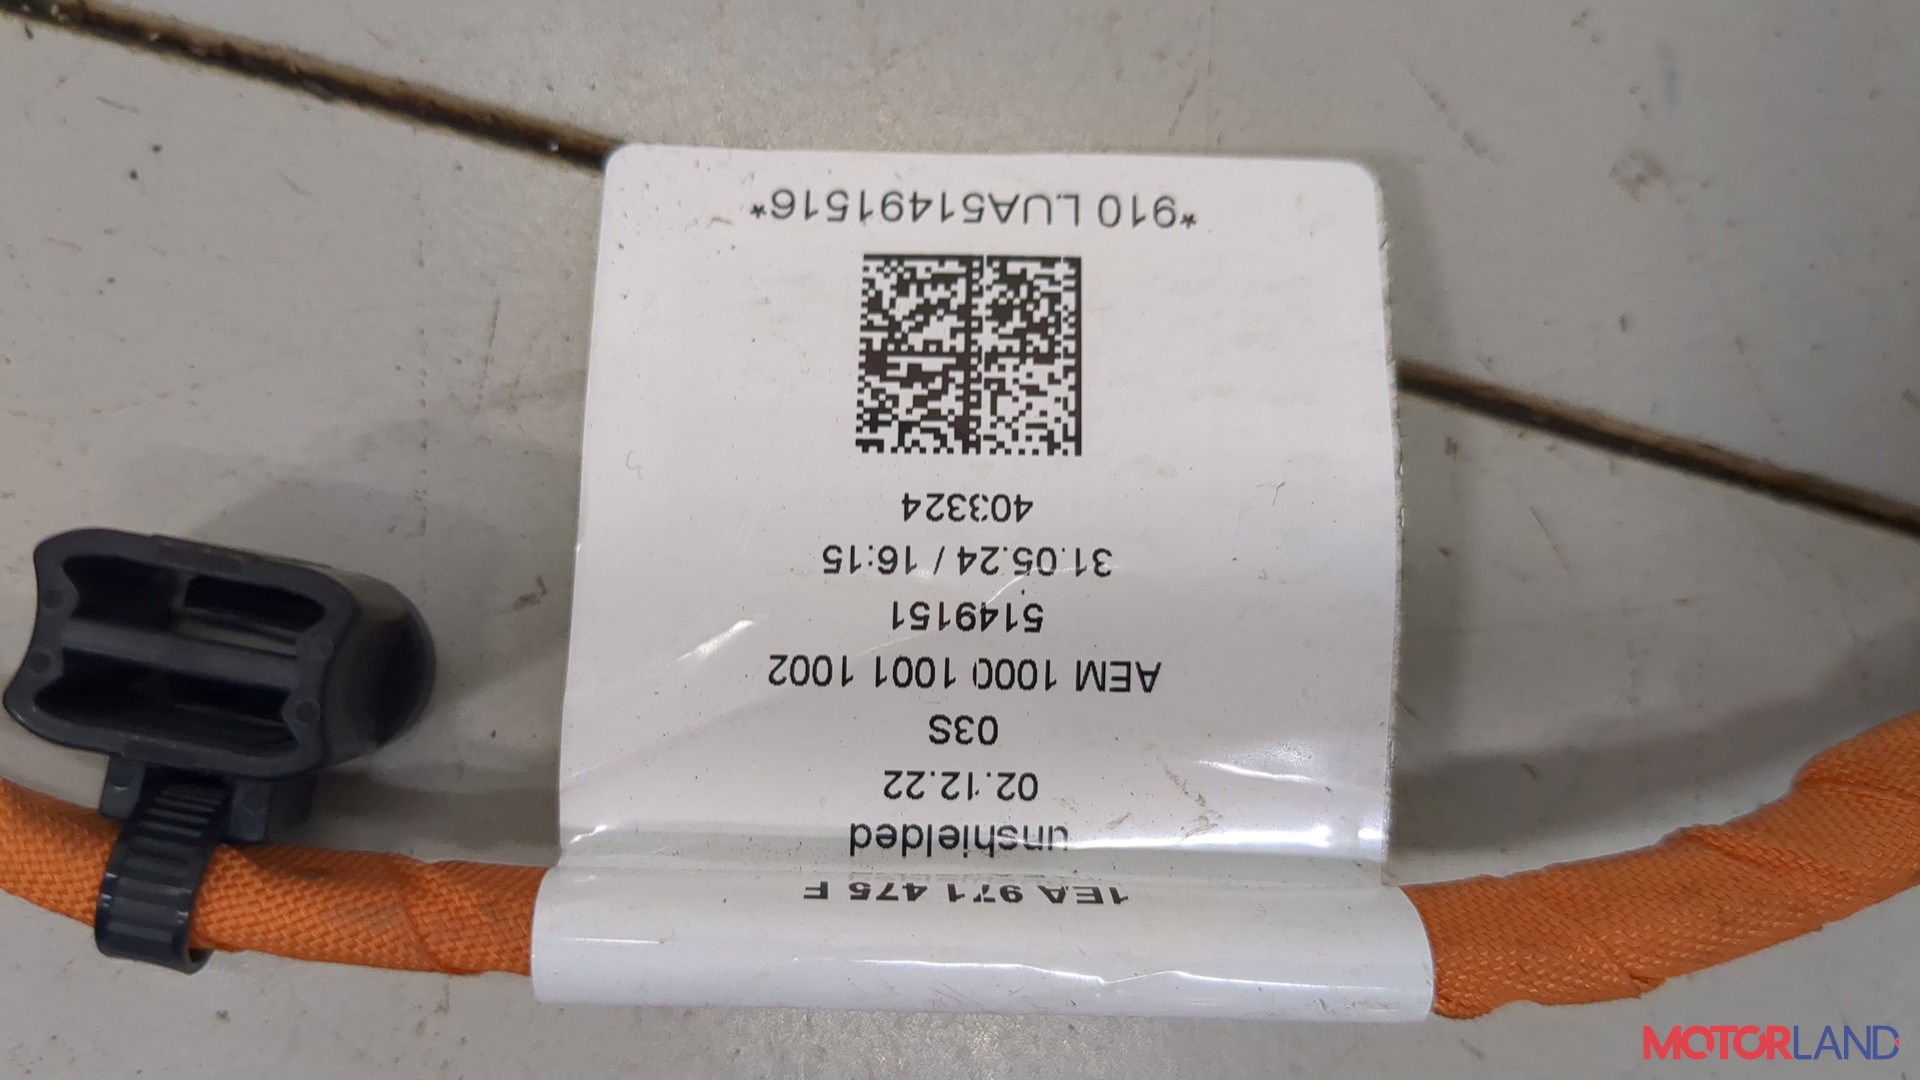 1EA 971 475 F
unshielded
02.12.22
03S
AEM 1000 1001 1002
5149151
31.05.24 / 16:15
403324
*910 LUA51491516*
MOTORLAND